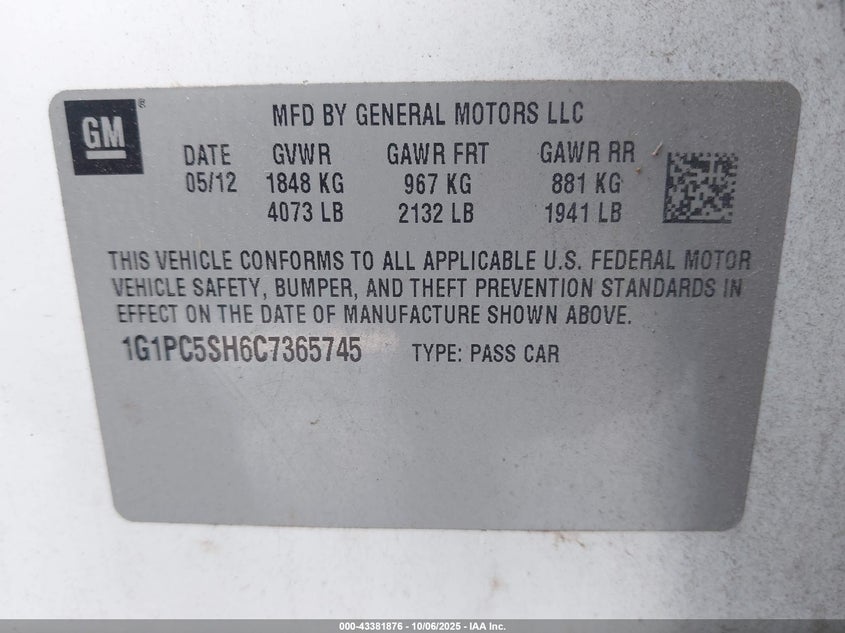 GM®
MFD BY GENERAL MOTORS LLC
DATE GVWR GAWR FRT GAWR RR
05/12 1848 KG 967 KG 881 KG
4073 LB 2132 LB 1941 LB
THIS VEHICLE CONFORMS TO ALL APPLICABLE U.S. FEDERAL MOTOR
VEHICLE SAFETY, BUMPER, AND THEFT PREVENTION STANDARDS IN
EFFECT ON THE DATE OF MANUFACTURE SHOWN ABOVE.
1G1PC5SH6C7365745 TYPE: PASS CAR
000-43381876 - 10/06/2025 - IAA Inc.